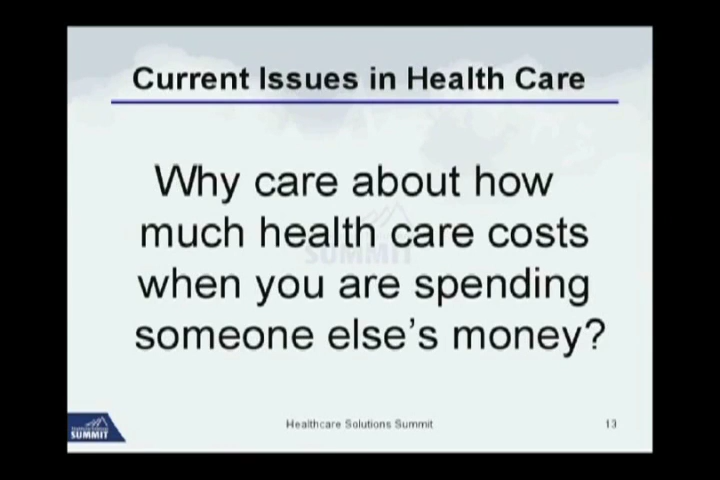 Current Issues in Health Care
Why care about how
much health care costs
when you are spending
someone else's money?
SUMMIT
SUMMIT
Healthcare Solutions Summit
13